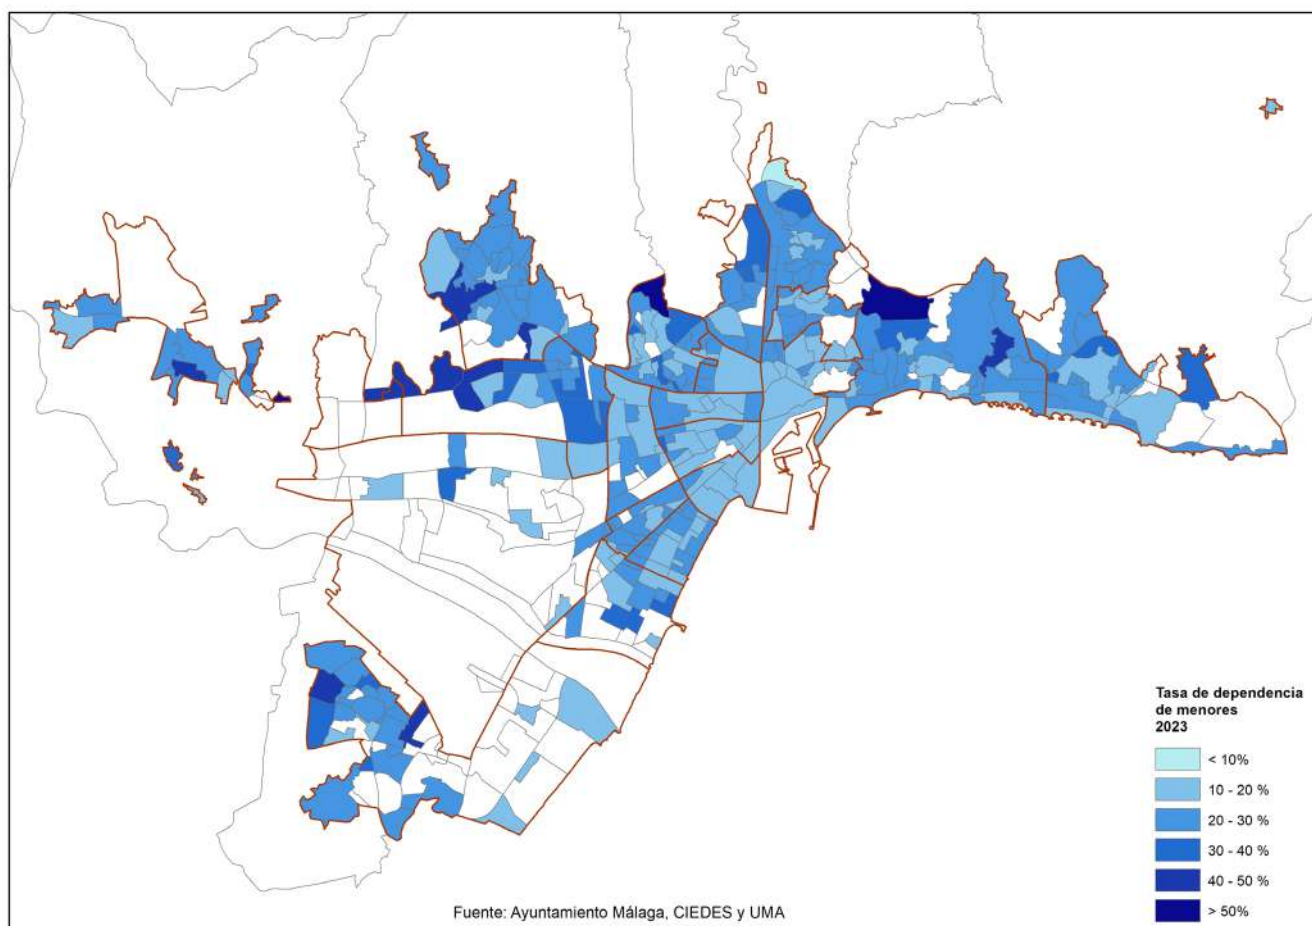 Tasa de dependencia
de menores
2023
< 10%
10 - 20 %
20 - 30 %
30 - 40 %
40 - 50 %
> 50%
Fuente: Ayuntamiento Málaga, CIEDES y UMA